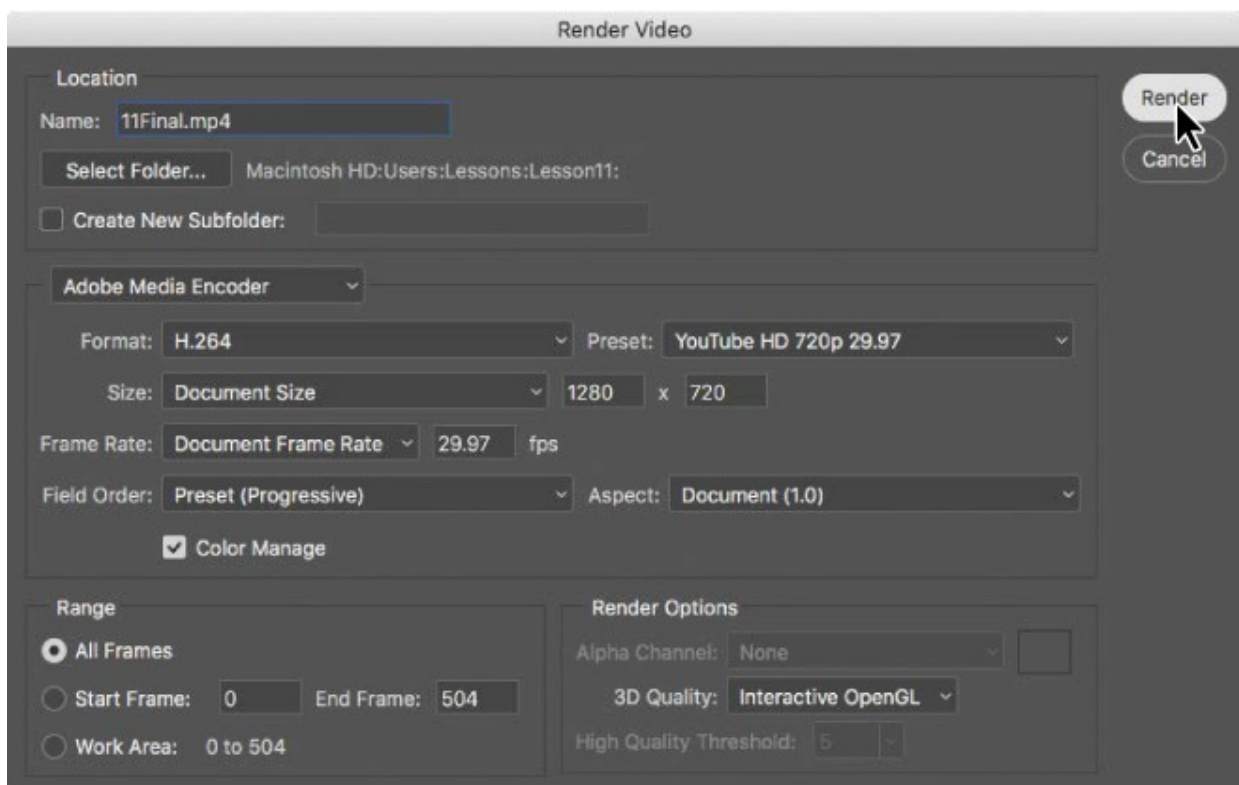 Render Video
Location
Name: 11Final.mp4
Render
Select Folder... Macintosh HD:Users:Lessons:Lesson11:
Cancel
Create New Subfolder:
Adobe Media Encoder
Format: H.264 Preset: YouTube HD 720p 29.97
Size: Document Size 1280 x 720
Frame Rate: Document Frame Rate 29.97 fps
Field Order: Preset (Progressive) Aspect: Document (1.0)
Color Manage
Range
All Frames
Start Frame: 0 End Frame: 504
Work Area: 0 to 504
Render Options
Alpha Channel: None
3D Quality: Interactive OpenGL
High Quality Threshold: 5